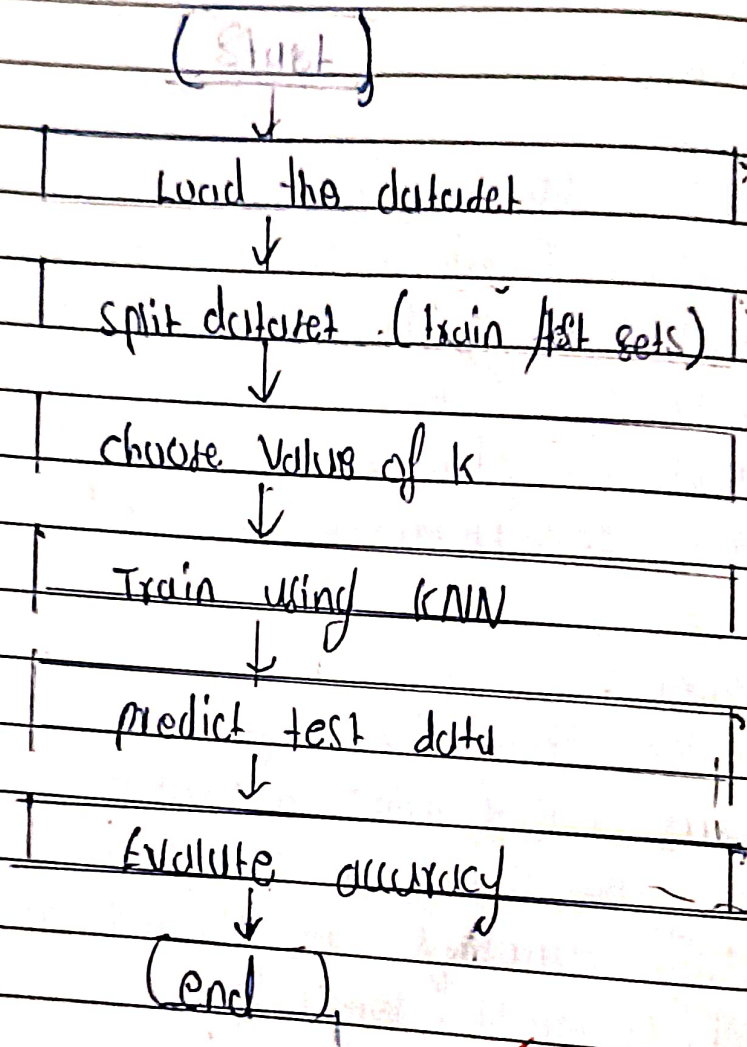 Start
Load the dataset
split dataset . (train / test sets)
choose value of k
Train using KNN
predict test data
Evalute accuracy
end